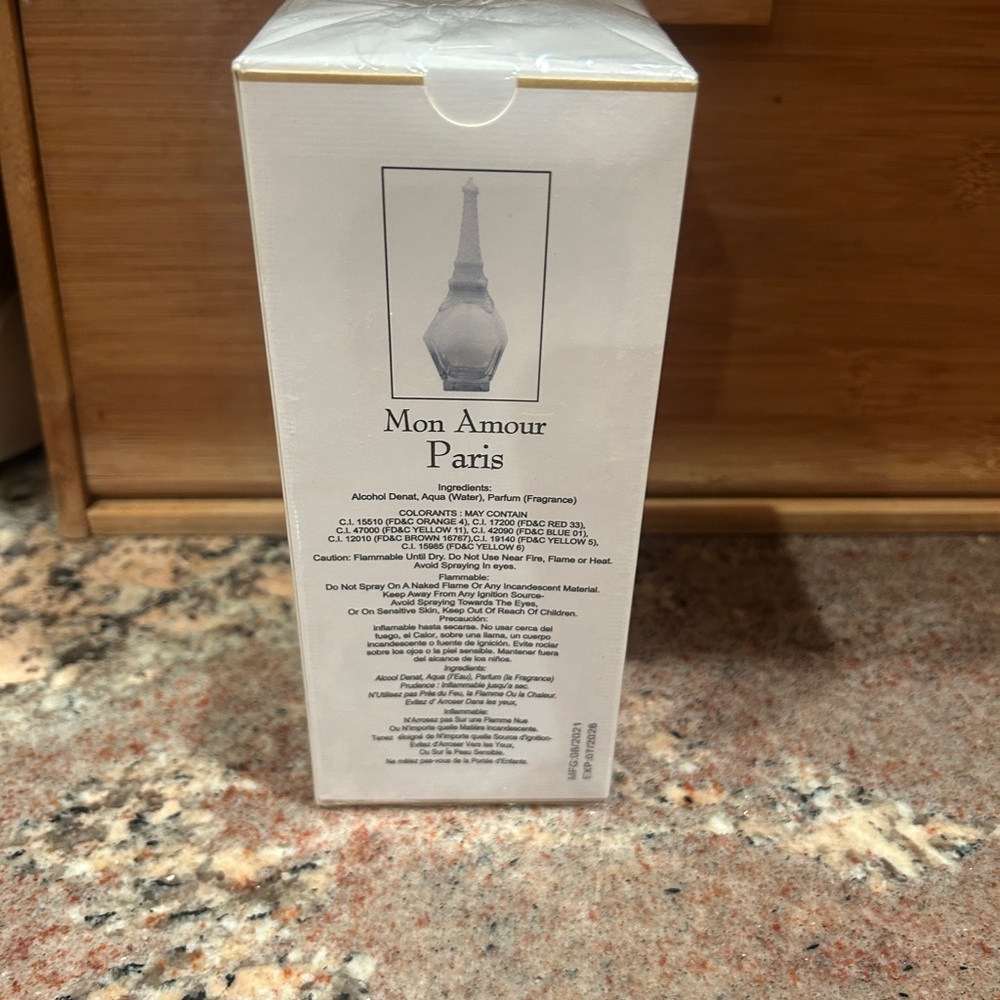 Mon Amour
Paris
Ingredients:
Alcohol Denat, Aqua (Water), Parfum (Fragrance)
COLORANTS : MAY CONTAIN
C.I. 15510 (FD&C ORANGE 4), C.I. 17200 (FD&C RED 33),
C.I. 47000 (FD&C YELLOW 11), C.I. 42090 (FD&C BLUE 01),
C.I. 12010 (FD&C BROWN 16767),C.I. 19140 (FD&C YELLOW 5),
C.I. 15985 (FD&C YELLOW 6)
Caution: Flammable Until Dry. Do Not Use Near Fire, Flame or Heat.
Avoid Spraying In eyes.
Flammable:
Do Not Spray On A Naked Flame Or Any Incandescent Material.
Keep Away From Any Ignition Source-
Avoid Spraying Towards The Eyes,
Or On Sensitive Skin, Keep Out Of Reach Of Children.
Precaución:
Inflamable hasta secarse. No usar cerca del
fuego, el Calor, sobre una llama, un cuerpo
incandescente o fuente de ignición. Evite rociar
sobre los ojos o la piel sensible. Mantener fuera
del alcance de los niños.
Ingredients:
Alcool Denat, Aqua (l'Eau), Parfum (la Fragrance)
Prudence : Inflammable jusqu'a sec.
N'Utilisez pas Près du Feu, la Flamme Ou la Chaleur.
Evitez d' Arroser Dans les yeux,
Inflammable:
N'Arrosez pas Sur une Flamme Nue
Ou N'importe quelle Matière Incandescente.
Tenez éloigné de N'importe quelle Source d'Ignition-
Evitez d'Arroser Vers les Yeux,
Ou Sur la Peau Sensible.
Ne mélez pas-vous de la Portée d'Enfants.
MFG:08/2021
EXP:07/2026